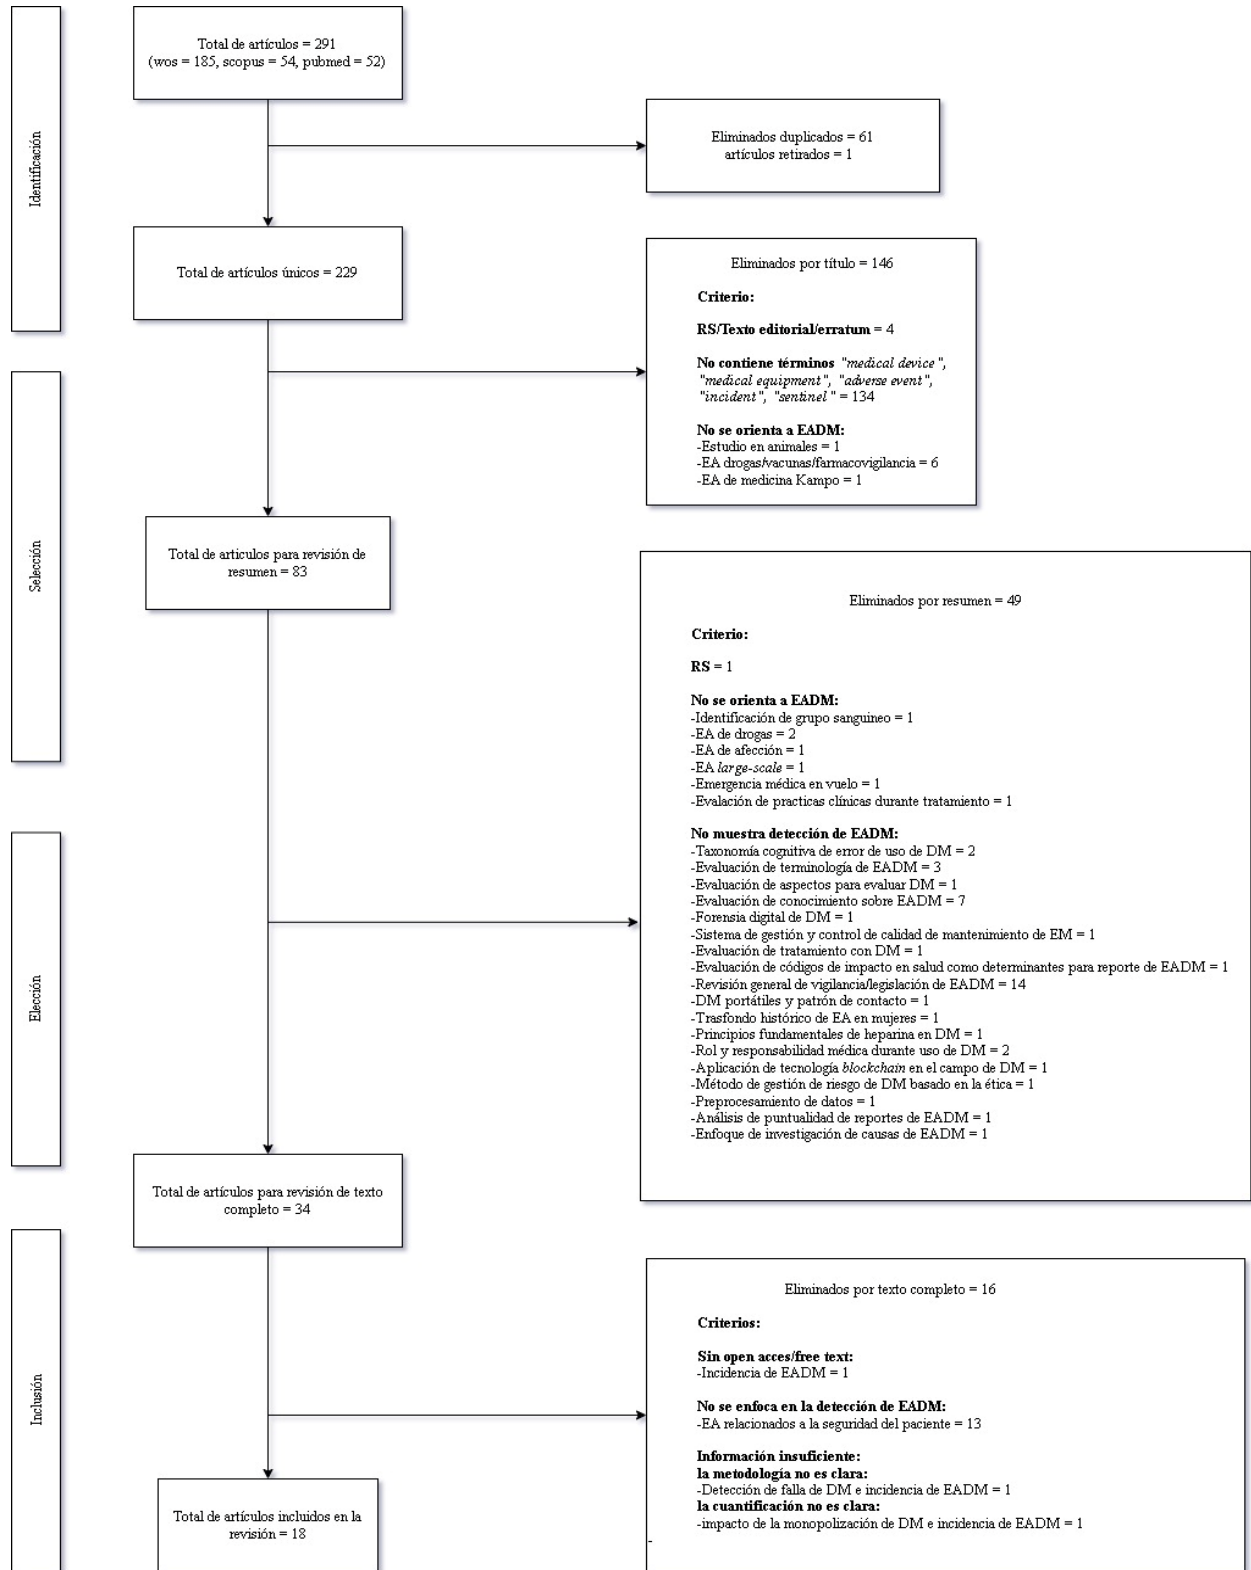 Identificación
Total de artículos = 291
(wos = 185, scopus = 54, pubmed = 52)
Eliminados duplicados = 61
artículos retirados = 1
Total de artículos únicos = 229
Eliminados por título = 146
Criterio:
RS/Texto editorial/erratum = 4
No contiene términos "medical device",
"medical equipment", "adverse event",
"incident", "sentinel" = 134
No se orienta a EADM:
-Estudio en animales = 1
-EA drogas/vacunas/farmacovigilancia = 6
-EA de medicina Kampo = 1
Selección
Total de articulos para revisión de
resumen = 83
Eliminados por resumen = 49
Criterio:
RS = 1
No se orienta a EADM:
-Identificación de grupo sanguineo = 1
-EA de drogas = 2
-EA de afección = 1
-EA large-scale = 1
-Emergencia médica en vuelo = 1
-Evalación de practicas clínicas durante tratamiento = 1
No muestra detección de EADM:
-Taxonomía cognitiva de error de uso de DM = 2
-Evaluación de terminología de EADM = 3
-Evaluación de aspectos para evaluar DM = 1
-Evaluación de conocimiento sobre EADM = 7
-Forensia digital de DM = 1
-Sistema de gestión y control de calidad de mantenimiento de EM = 1
-Evaluación de tratamiento con DM = 1
-Evaluación de códigos de impacto en salud como determinantes para reporte de EADM = 1
-Revisión general de vigilancia/legislación de EADM = 14
-DM portátiles y patrón de contacto = 1
-Trasfondo histórico de EA en mujeres = 1
-Principios fundamentales de heparina en DM = 1
-Rol y responsabilidad médica durante uso de DM = 2
-Aplicación de tecnología blockchain en el campo de DM = 1
-Método de gestión de riesgo de DM basado en la ética = 1
-Preprocesamiento de datos = 1
-Análisis de puntualidad de reportes de EADM = 1
-Enfoque de investigación de causas de EADM = 1
Elección
Total de artículos para revisión de texto
completo = 34
Eliminados por texto completo = 16
Criterios:
Sin open acces/free text:
-Incidencia de EADM = 1
No se enfoca en la detección de EADM:
-EA relacionados a la seguridad del paciente = 13
Información insuficiente:
la metodología no es clara:
-Detección de falla de DM e incidencia de EADM = 1
la cuantificación no es clara:
-impacto de la monopolización de DM e incidencia de EADM = 1
-
Inclusión
Total de artículos incluidos en la
revisión = 18